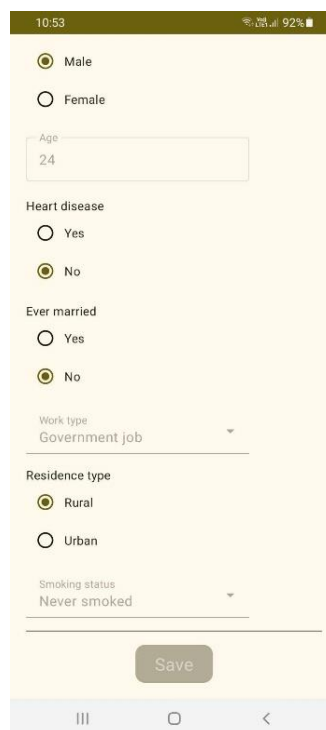 10:53
92%
Male
Female
Age
24
Heart disease
Yes
No
Ever married
Yes
No
Work type
Government job
Residence type
Rural
Urban
Smoking status
Never smoked
Save